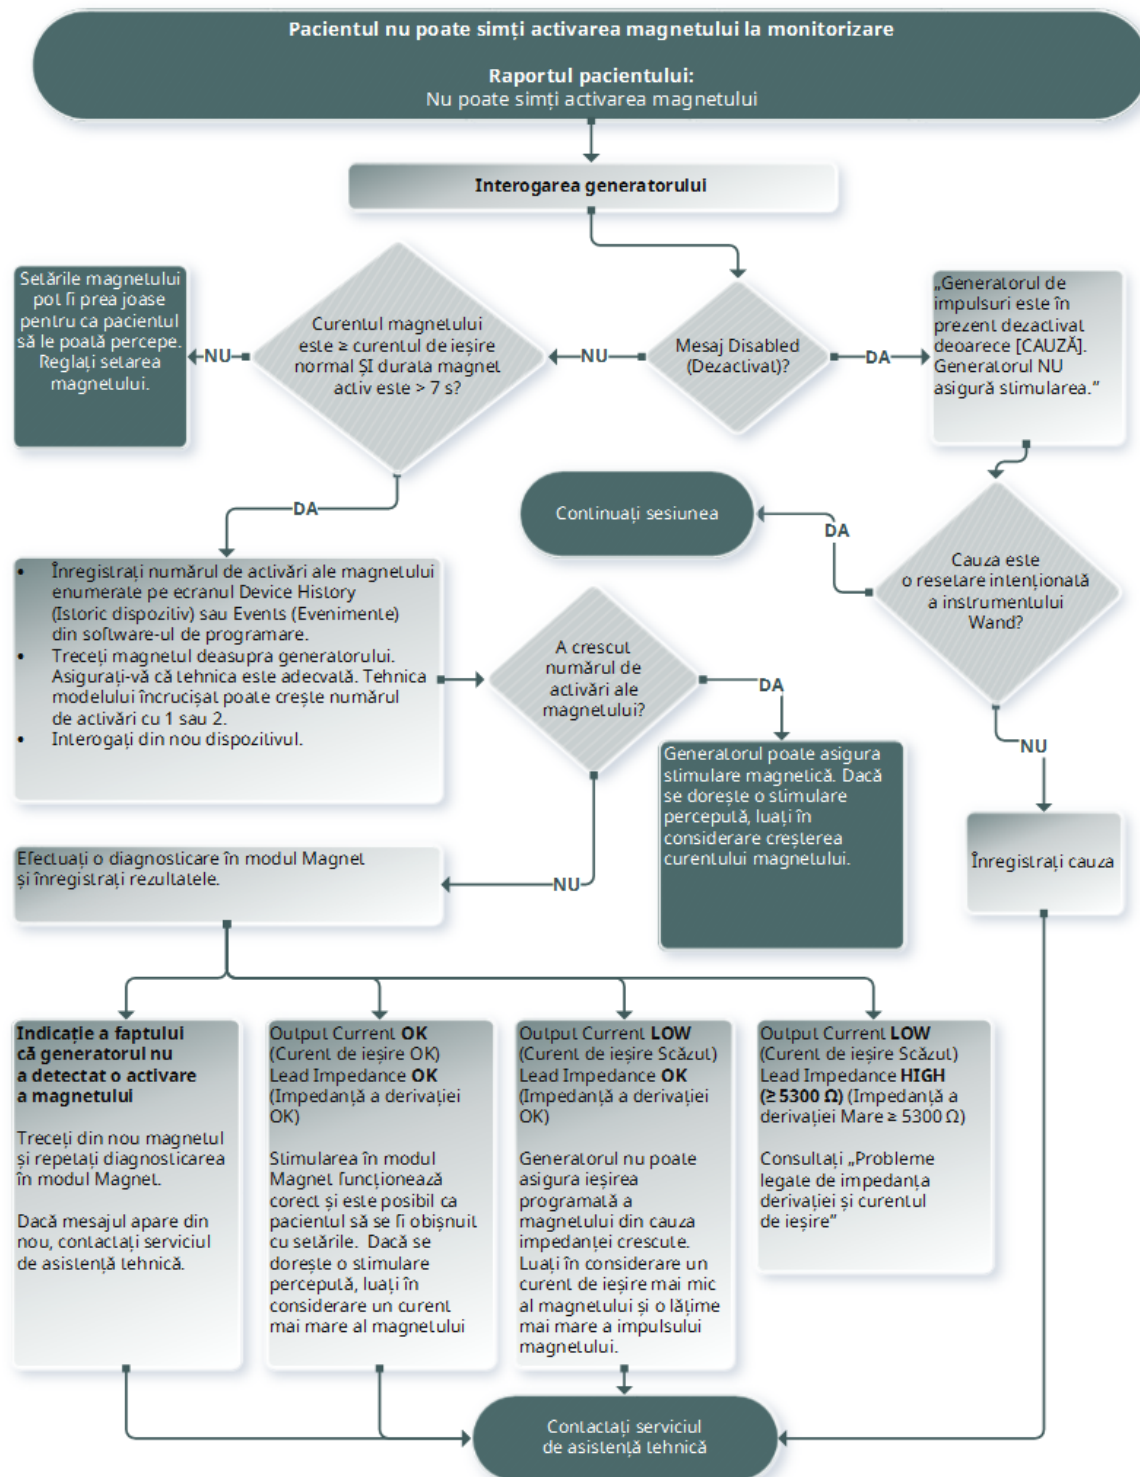 Pacientul nu poate simți activarea magnetului la monitorizare
Raportul pacientului:
Nu poate simți activarea magnetului
Interogarea generatorului
Setările magnetului
pot fi prea joase
pentru ca pacientul
să le poată percepe.
Reglați setarea
magnetului.
NU
Curentul magnetului
este ≥ curentul de ieșire
normal ȘI durata magnet
activ este > 7 s?
NU
Mesaj Disabled
(Dezactivat)?
DA
„Generatorul de
impulsuri este în
prezent dezactivat
deoarece [CAUZĂ].
Generatorul NU
asigură stimularea.”
DA
Continuați sesiunea
DA
Cauza este
o resetare intenționată
a instrumentului
Wand?
• Înregistrați numărul de activări ale magnetului
enumerate pe ecranul Device History
(Istoric dispozitiv) sau Events (Evenimente)
din software-ul de programare.
• Treceți magnetul deasupra generatorului.
Asigurați-vă că tehnica este adecvată. Tehnica
modelului încrucișat poate crește numărul
de activări cu 1 sau 2.
• Interogați din nou dispozitivul.
A crescut
numărul de
activări ale
magnetului?
DA
NU
Generatorul poate asigura
stimulare magnetică. Dacă
se dorește o stimulare
percepută, luați în
considerare creșterea
curentului magnetului.
Înregistrați cauza
Efectuați o diagnosticare în modul Magnet
și înregistrați rezultatele.
NU
Indicație a faptului
că generatorul nu
a detectat o activare
a magnetului
Treceți din nou magnetul
și repetați diagnosticarea
în modul Magnet.
Dacă mesajul apare din
nou, contactați serviciul
de asistență tehnică.
Output Current OK
(Curent de ieșire OK)
Lead Impedance OK
(Impedanță a derivației
OK)
Stimularea în modul
Magnet funcționează
corect și este posibil ca
pacientul să se fi obișnuit
cu setările. Dacă se
dorește o stimulare
percepută, luați în
considerare un curent
mai mare al magnetului
Output Current LOW
(Curent de ieșire Scăzut)
Lead Impedance OK
(Impedanță a derivației
OK)
Generatorul nu poate
asigura ieșirea
programată a
magnetului din cauza
impedanței crescute.
Luați în considerare un
curent de ieșire mai mic
al magnetului și o lățime
mai mare a impulsului
magnetului.
Output Current LOW
(Curent de ieșire Scăzut)
Lead Impedance HIGH
(≥ 5300 Ω) (Impedanță a
derivației Mare ≥ 5300 Ω)
Consultați „Probleme
legate de impedanța
derivației și curentul
de ieșire”
Contactați serviciul
de asistență tehnică